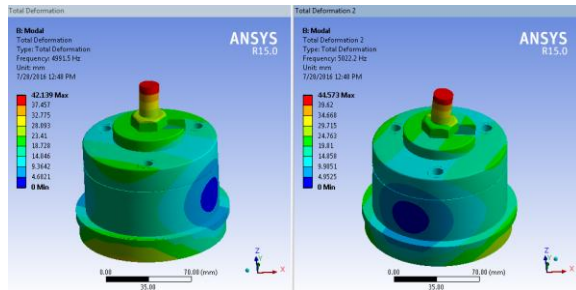 Total Deformation
B: Modal
Total Deformation
Type: Total Deformation
Frequency: 4991.5 Hz
Unit: mm
7/20/2016 12:40 PM
42.139 Max
37.457
32.775
28.093
23.41
18.728
14.046
9.3642
4.6821
0 Min
ANSYS
R15.0
0.00
70.00 (mm)
35.00
Z
Y
X
Total Deformation 2
B: Modal
Total Deformation 2
Type: Total Deformation
Frequency: 5022.2 Hz
Unit: mm
7/20/2016 12:40 PM
44.573 Max
39.62
34.668
29.715
24.763
19.81
14.858
9.9051
4.9525
0 Min
ANSYS
R15.0
0.00
70.00 (mm)
35.00
Z
X